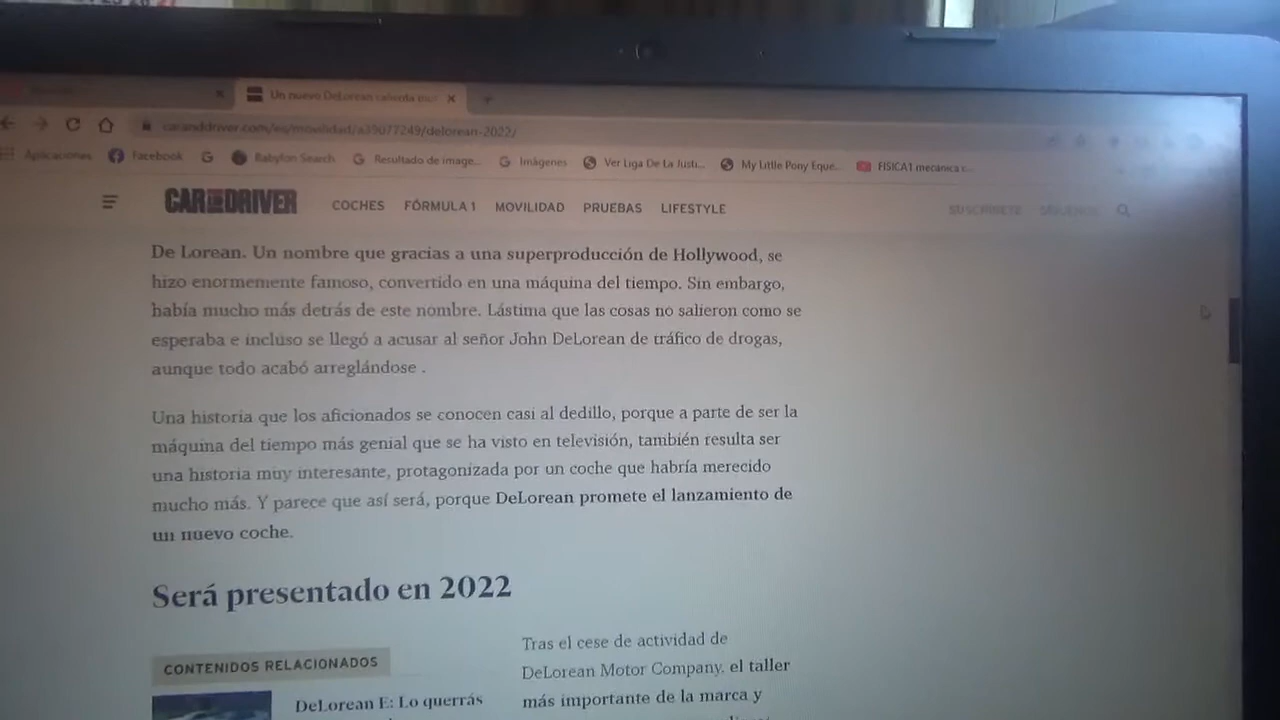 Un nuevo DeLorean calienta mot
caranddriver.com/es/movilidad/a39077249/delorean-2022/
Aplicaciones Facebook Babylon Search Resultado de image... Imágenes Ver Liga De La Justi... My Little Pony Eque... FISICA1 mecánica c...
CAR AND DRIVER COCHES FÓRMULA 1 MOVILIDAD PRUEBAS LIFESTYLE SUSCRÍBETE SÍGUENOS
De Lorean. Un nombre que gracias a una superproducción de Hollywood, se
hizo enormemente famoso, convertido en una máquina del tiempo. Sin embargo,
había mucho más detrás de este nombre. Lástima que las cosas no salieron como se
esperaba e incluso se llegó a acusar al señor John DeLorean de tráfico de drogas,
aunque todo acabó arreglándose .
Una historia que los aficionados se conocen casi al dedillo, porque a parte de ser la
máquina del tiempo más genial que se ha visto en televisión, también resulta ser
una historia muy interesante, protagonizada por un coche que habría merecido
mucho más. Y parece que así será, porque DeLorean promete el lanzamiento de
un nuevo coche.
Será presentado en 2022
CONTENIDOS RELACIONADOS
DeLorean E: Lo querrás
Tras el cese de actividad de
DeLorean Motor Company, el taller
más importante de la marca y